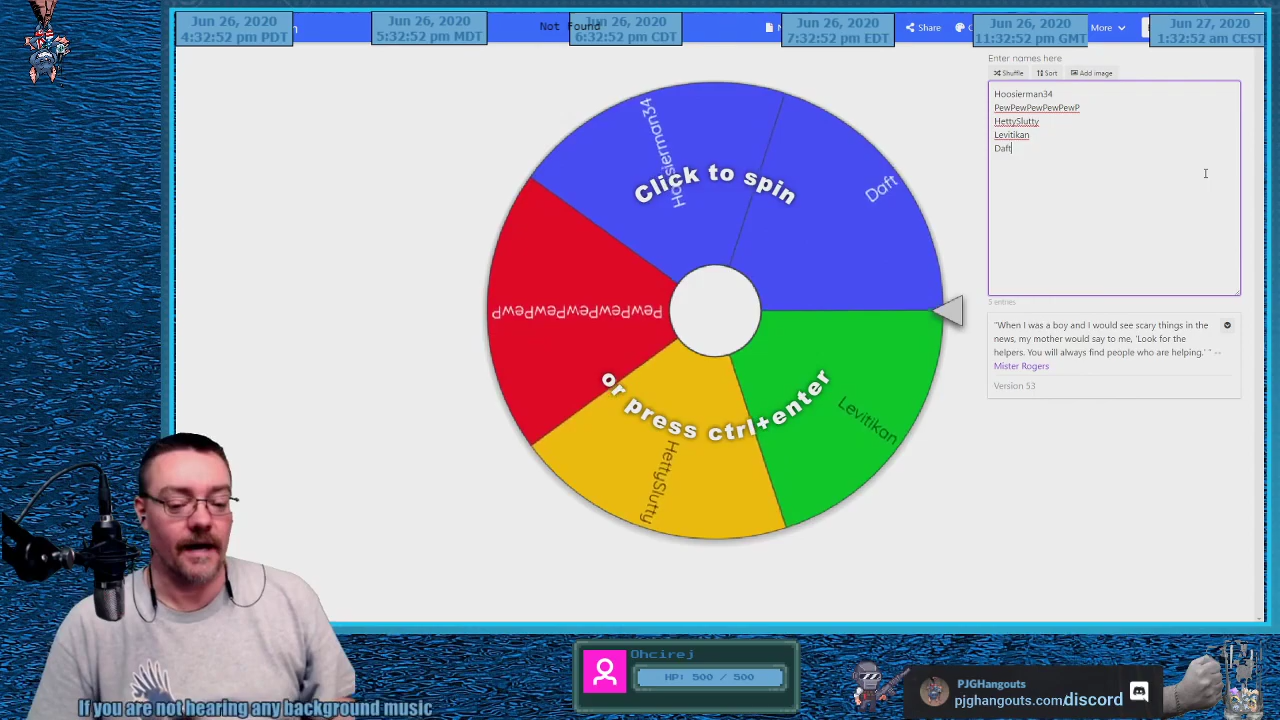 Jun 26, 2020
4:32:52 pm PDT
Jun 26, 2020
5:32:52 pm MDT
Not Found
Jun 26, 2020
6:32:52 pm CDT
Jun 26, 2020
7:32:52 pm EDT
Share
Jun 26, 2020
11:32:52 pm GMT
More
Jun 27, 2020
1:32:52 am CEST
Enter names here
Shuffle
Sort
Add image
Hoosierman34
PewPewPewPewPewP
HettySlutty
Levitikan
Daft
5 entries
"When I was a boy and I would see scary things in the
news, my mother would say to me, 'Look for the
helpers. You will always find people who are helping.' " --
Mister Rogers
Version 53
Hoosierman34
Daft
Click to spin
PewPewPewPewPewP
or press ctrl+enter
Levitikan
HettySlutty
Ohcirej
HP: 500 / 500
PJGHangouts
pjghangouts.com/discord
If you are not hearing any background music